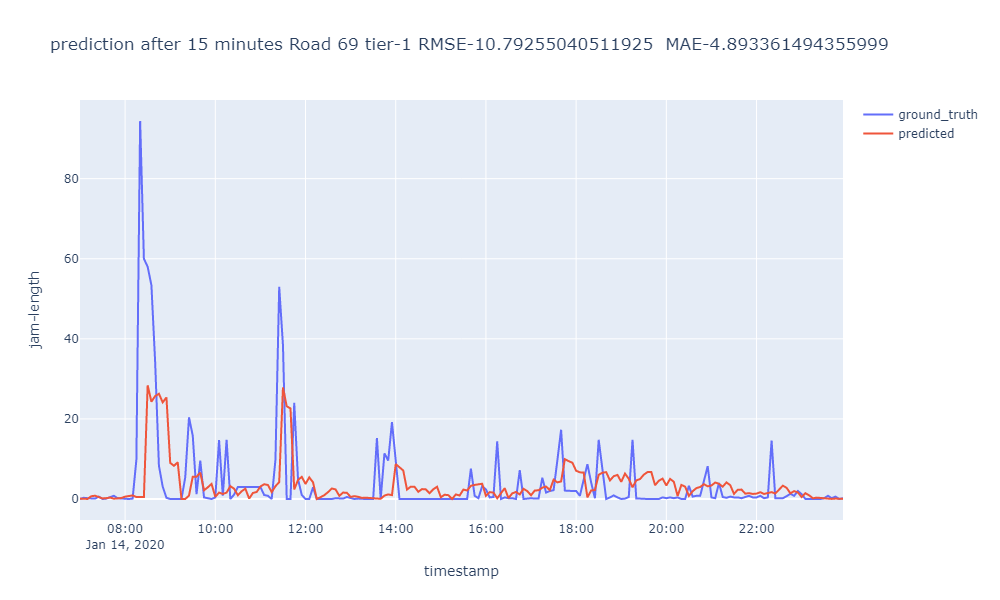 prediction after 15 minutes Road 69 tier-1 RMSE-10.79255040511925  MAE-4.893361494355999
ground_truth
predicted
80
60
40
20
0
jam-length
08:00 10:00 12:00 14:00 16:00 18:00 20:00 22:00
Jan 14, 2020
timestamp